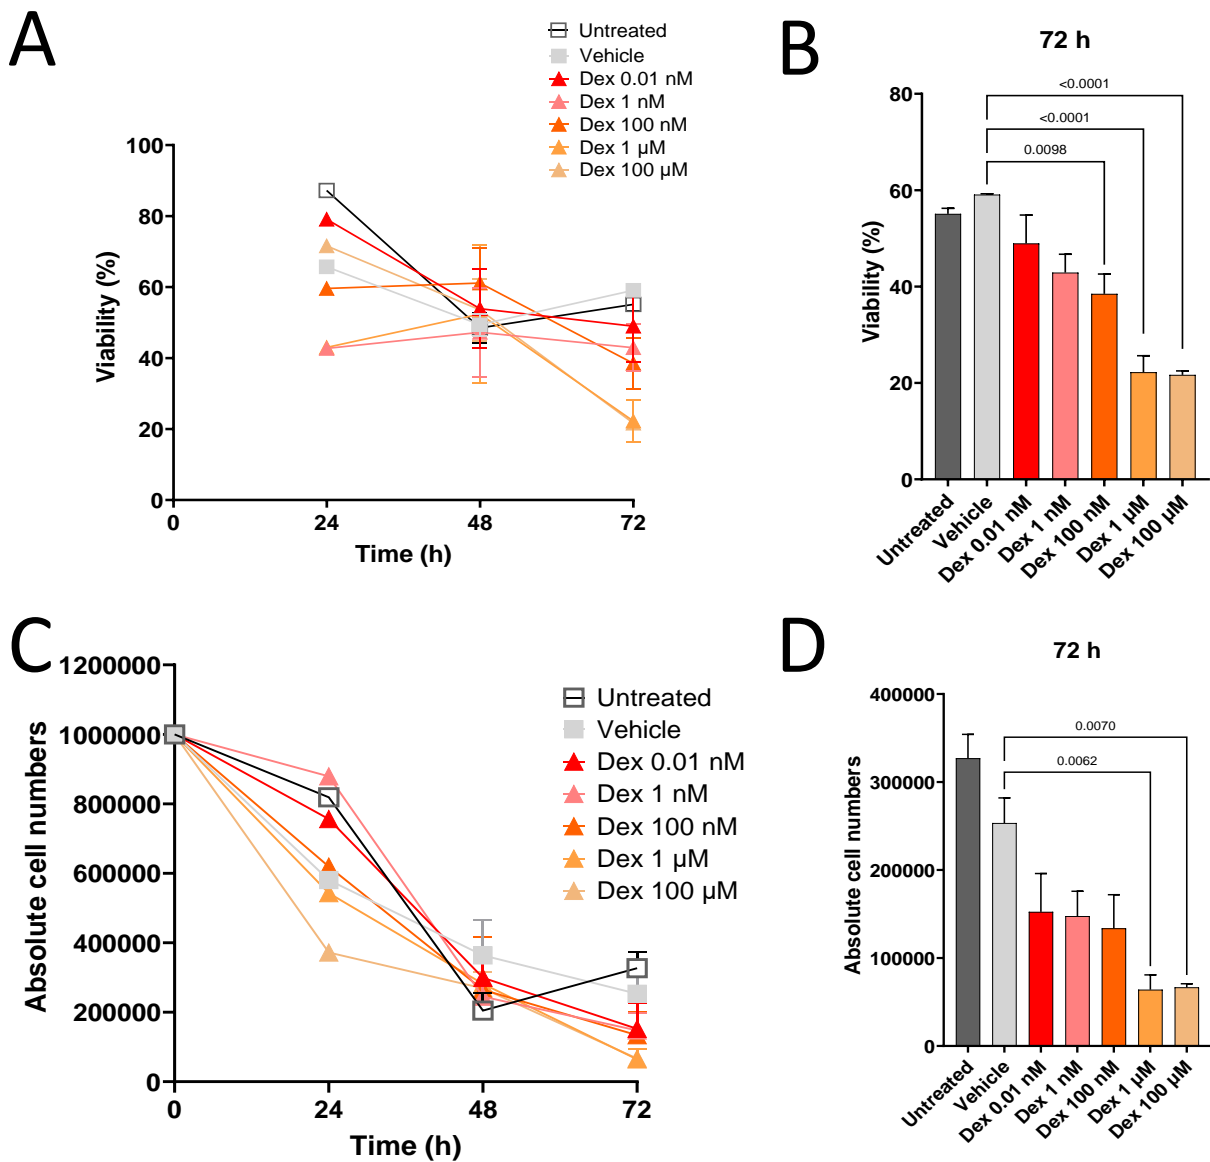 A
Untreated
Vehicle
Dex 0.01 nM
Dex 1 nM
Dex 100 nM
Dex 1 µM
Dex 100 µM
100
80
60
40
20
0
Viability (%)
0
24
48
72
Time (h)
B
72 h
<0.0001
<0.0001
0.0098
80
60
40
20
0
Viability (%)
Untreated
Vehicle
Dex 0.01 nM
Dex 1 nM
Dex 100 nM
Dex 1 µM
Dex 100 µM
C
1200000
1000000
800000
600000
400000
200000
0
Absolute cell numbers
Untreated
Vehicle
Dex 0.01 nM
Dex 1 nM
Dex 100 nM
Dex 1 µM
Dex 100 µM
0
24
48
72
Time (h)
D
72 h
0.0070
0.0062
400000
300000
200000
100000
0
Absolute cell numbers
Untreated
Vehicle
Dex 0.01 nM
Dex 1 nM
Dex 100 nM
Dex 1 µM
Dex 100 µM